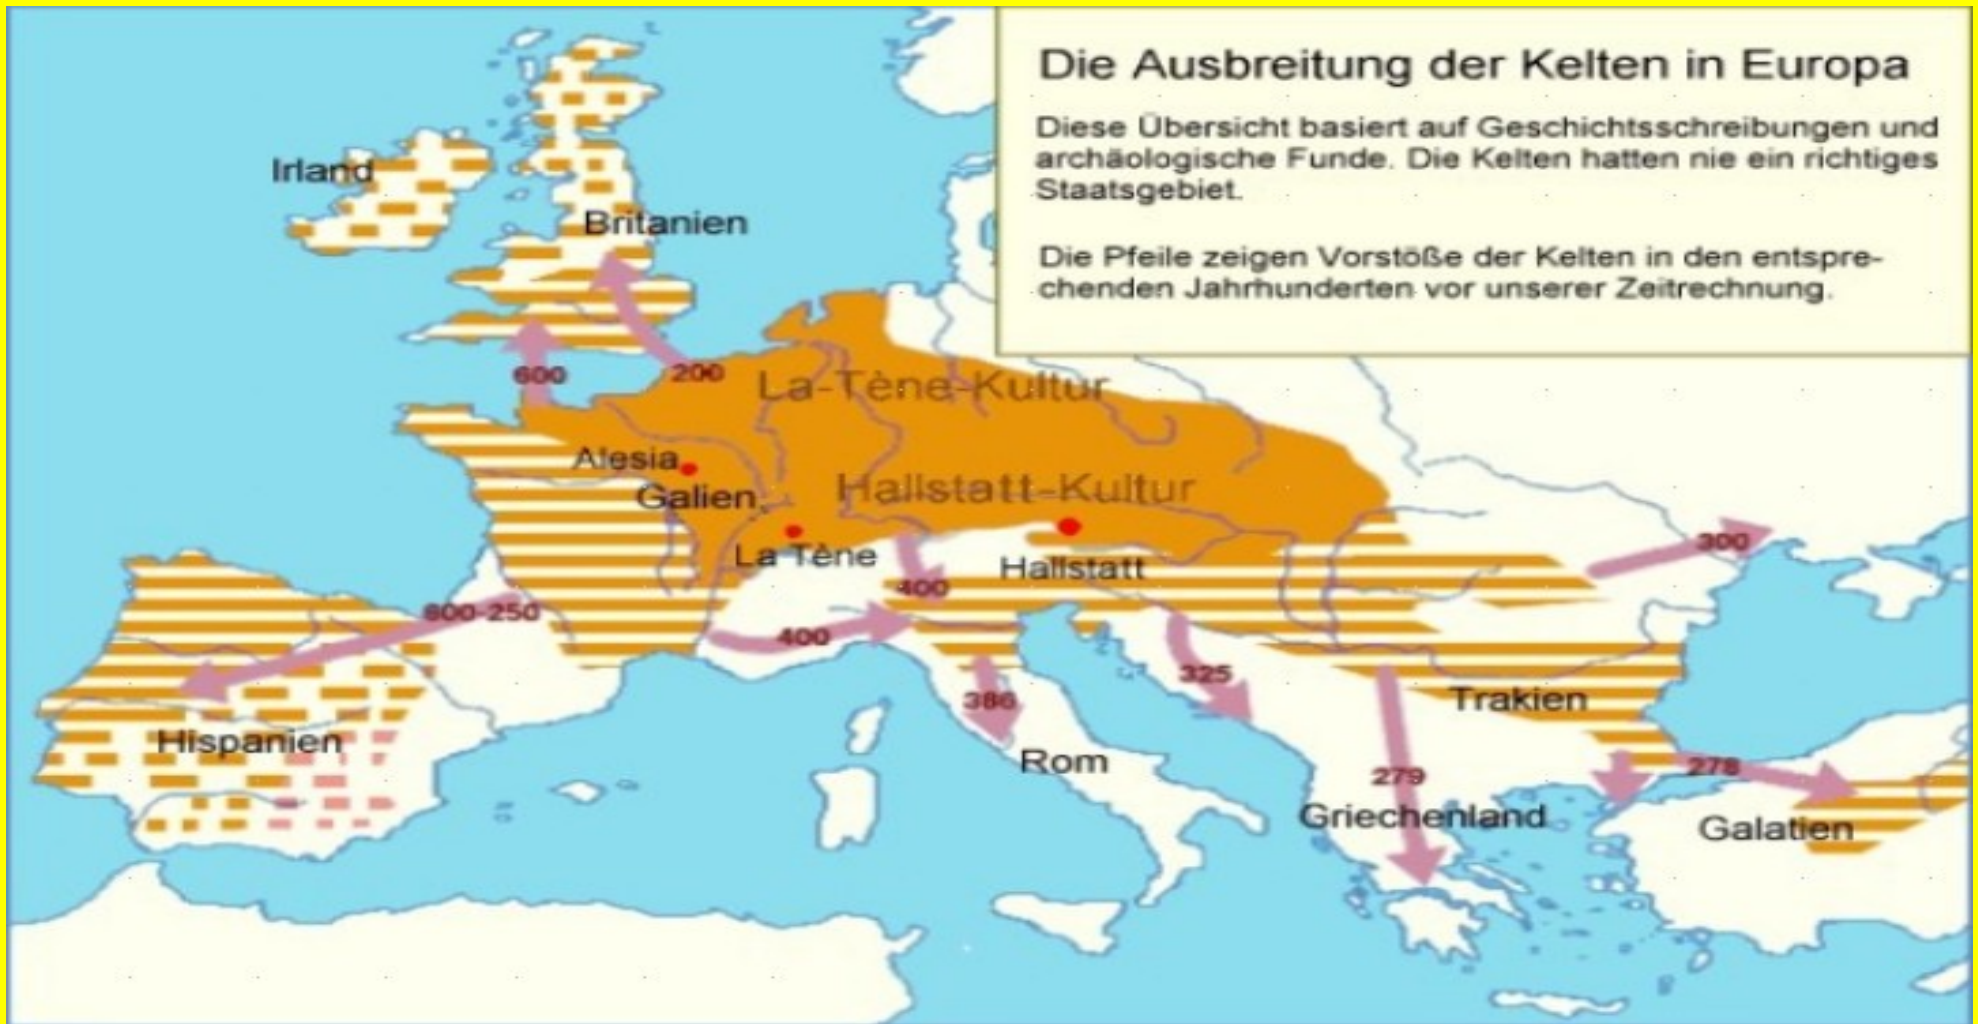 Die Ausbreitung der Kelten in Europa
Diese Übersicht basiert auf Geschichtsschreibungen und
archäologische Funde. Die Kelten hatten nie ein richtiges
Staatsgebiet.
Die Pfeile zeigen Vorstöße der Kelten in den entspre-
chenden Jahrhunderten vor unserer Zeitrechnung.
Irland
Britanien
600
200
La-Tène-Kultur
Alesia
Galien
Hallstatt-Kultur
La Tène
Hallstatt
300
400
600-250
400
325
386
Trakien
Hispanien
Rom
279
278
Griechenland
Galatien